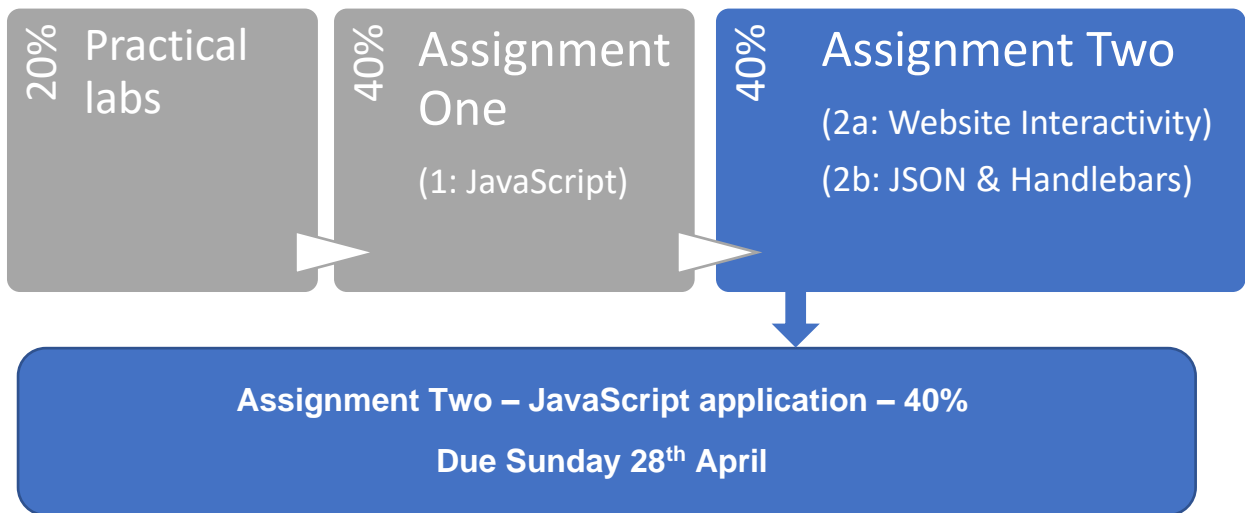 20%
Practical
labs
40%
Assignment
One
(1: JavaScript)
40%
Assignment Two
(2a: Website Interactivity)
(2b: JSON & Handlebars)
Assignment Two – JavaScript application – 40%
Due Sunday 28th April